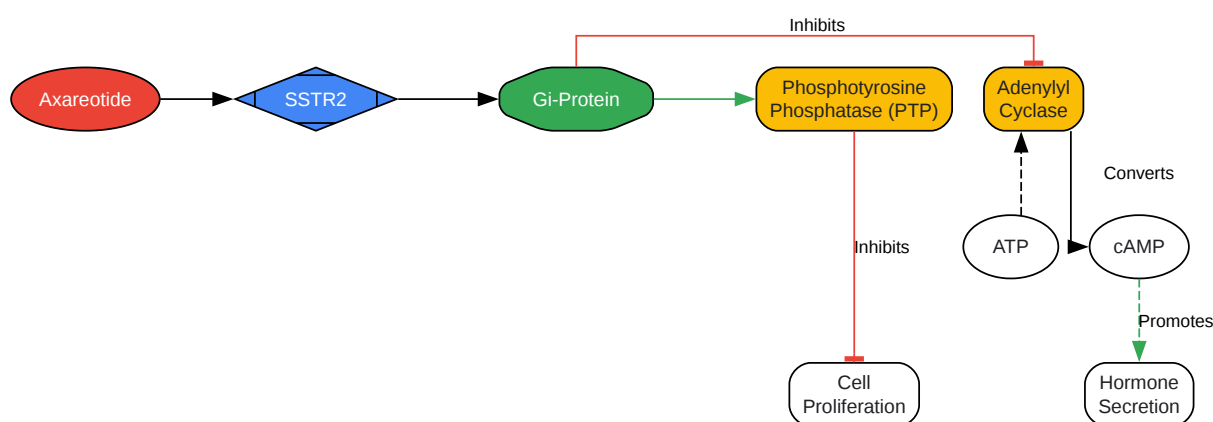 Inhibits
Axareotide
SSTR2
Gi-Protein
Phosphotyrosine
Phosphatase (PTP)
Adenylyl
Cyclase
Converts
ATP
cAMP
Inhibits
Promotes
Cell
Proliferation
Hormone
Secretion